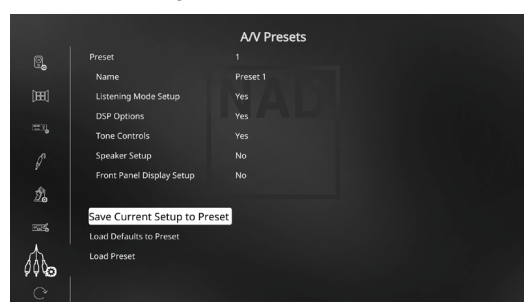 A/V Presets
Preset 1
Name Preset 1
Listening Mode Setup Yes
DSP Options Yes
Tone Controls Yes
Speaker Setup No
Front Panel Display Setup No
NAD
Save Current Setup to Preset
Load Defaults to Preset
Load Preset